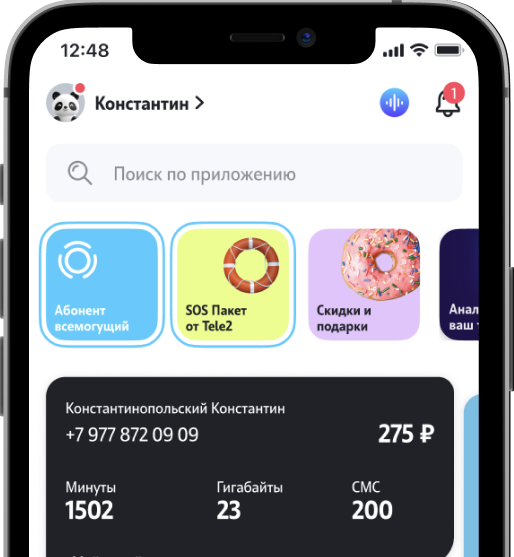 12:48
Константин
1
Поиск по приложению
Абонент
всемогущий
SOS Пакет
от Tele2
Скидки и
подарки
Анал
ваш
Константинопольский Константин
+7 977 872 09 09
275 ₽
Минуты
Гигабайты
СМС
1502
23
200